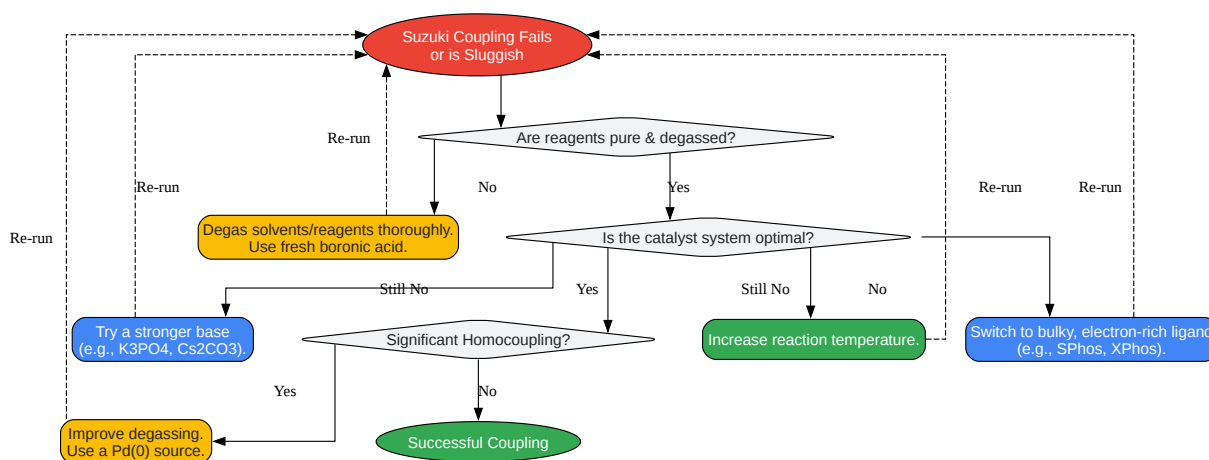 Suzuki Coupling Fails
or is Sluggish
Are reagents pure & degassed?
Re-run
Re-run
No
Yes
Re-run
Re-run
Degas solvents/reagents thoroughly.
Use fresh boronic acid.
Re-run
Is the catalyst system optimal?
Still No
Yes
Still No
No
Try a stronger base
(e.g., K3PO4, Cs2CO3).
Significant Homocoupling?
Increase reaction temperature.
Switch to bulky, electron-rich ligand
(e.g., SPhos, XPhos).
Yes
No
Improve degassing.
Use a Pd(0) source.
Successful Coupling